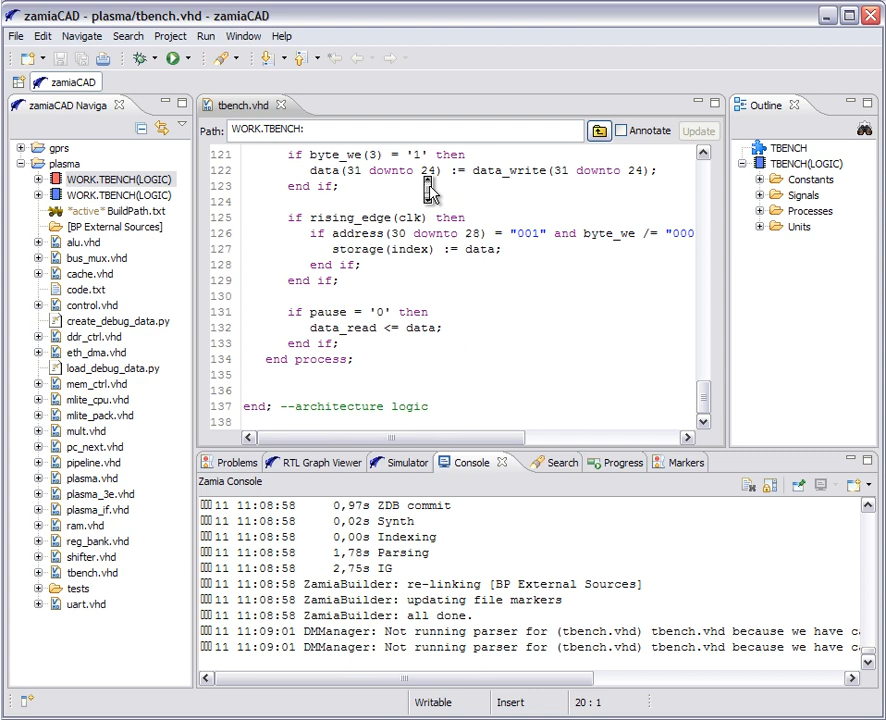 zamiaCAD - plasma/tbench.vhd - zamiaCAD
File Edit Navigate Search Project Run Window Help
zamiaCAD
zamiaCAD Naviga
gprs
plasma
WORK.TBENCH(LOGIC)
WORK.TBENCH(LOGIC)
*active* BuildPath.txt
[BP External Sources]
alu.vhd
bus_mux.vhd
cache.vhd
code.txt
control.vhd
create_debug_data.py
ddr_ctrl.vhd
eth_dma.vhd
load_debug_data.py
mem_ctrl.vhd
mlite_cpu.vhd
mlite_pack.vhd
mult.vhd
pc_next.vhd
pipeline.vhd
plasma.vhd
plasma_3e.vhd
plasma_if.vhd
ram.vhd
reg_bank.vhd
shifter.vhd
tbench.vhd
tests
uart.vhd
tbench.vhd
Path: WORK.TBENCH: Annotate Update
121 if byte_we(3) = '1' then
122 data(31 downto 24) := data_write(31 downto 24);
123 end if;
124
125 if rising_edge(clk) then
126 if address(30 downto 28) = "001" and byte_we /= "000
127 storage(index) := data;
128 end if;
129 end if;
130
131 if pause = '0' then
132 data_read <= data;
133 end if;
134 end process;
135
136
137 end; --architecture logic
138
Outline
TBENCH
TBENCH(LOGIC)
Constants
Signals
Processes
Units
Problems RTL Graph Viewer Simulator Console Search Progress Markers
Zamia Console
11 11:08:58 0,97s ZDB commit
11 11:08:58 0,02s Synth
11 11:08:58 0,00s Indexing
11 11:08:58 1,78s Parsing
11 11:08:58 2,75s IG
11 11:08:58 ZamiaBuilder: re-linking [BP External Sources]
11 11:08:58 ZamiaBuilder: updating file markers
11 11:08:58 ZamiaBuilder: all done.
11 11:09:01 DMManager: Not running parser for (tbench.vhd) tbench.vhd because we have c
11 11:09:01 DMManager: Not running parser for (tbench.vhd) tbench.vhd because we have c
Writable Insert 20 : 1